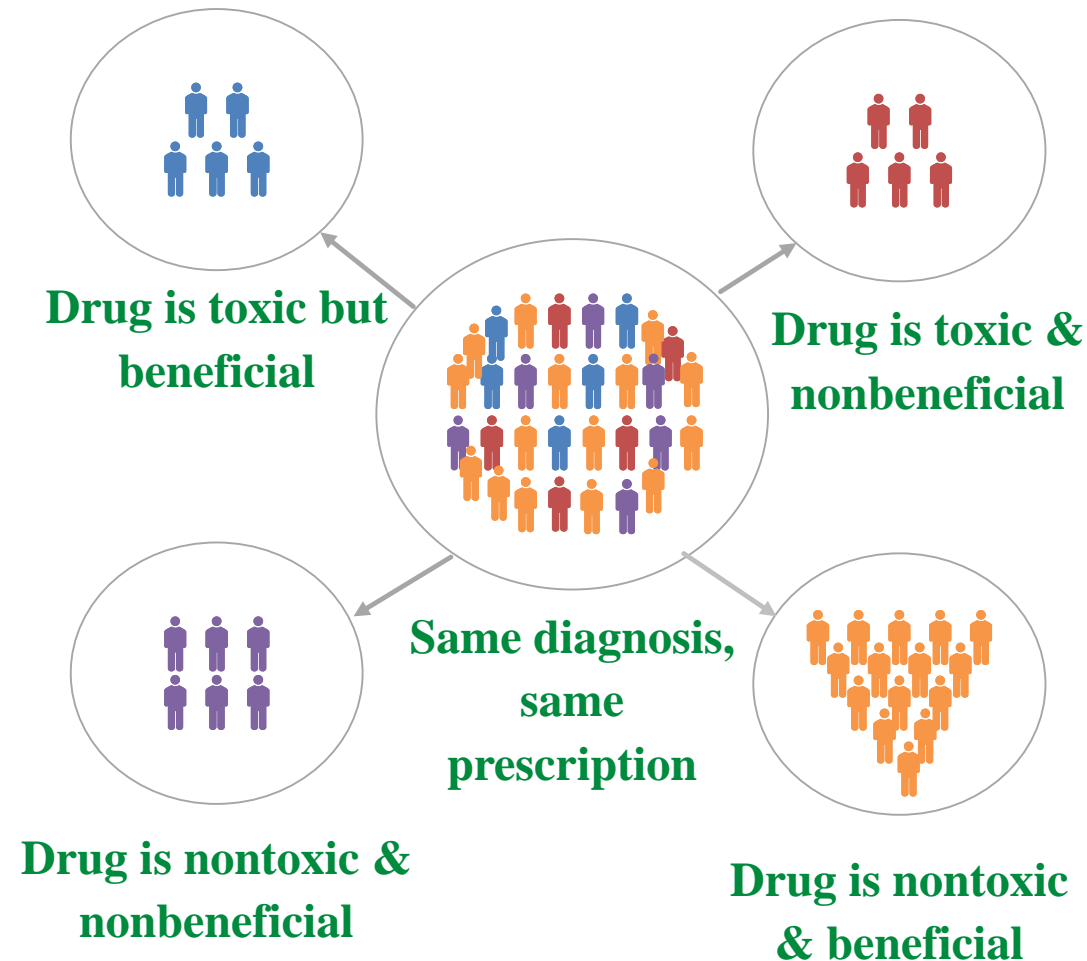 Drug is toxic but
beneficial
Drug is toxic &
nonbeneficial
Same diagnosis,
same
prescription
Drug is nontoxic &
nonbeneficial
Drug is nontoxic
& beneficial